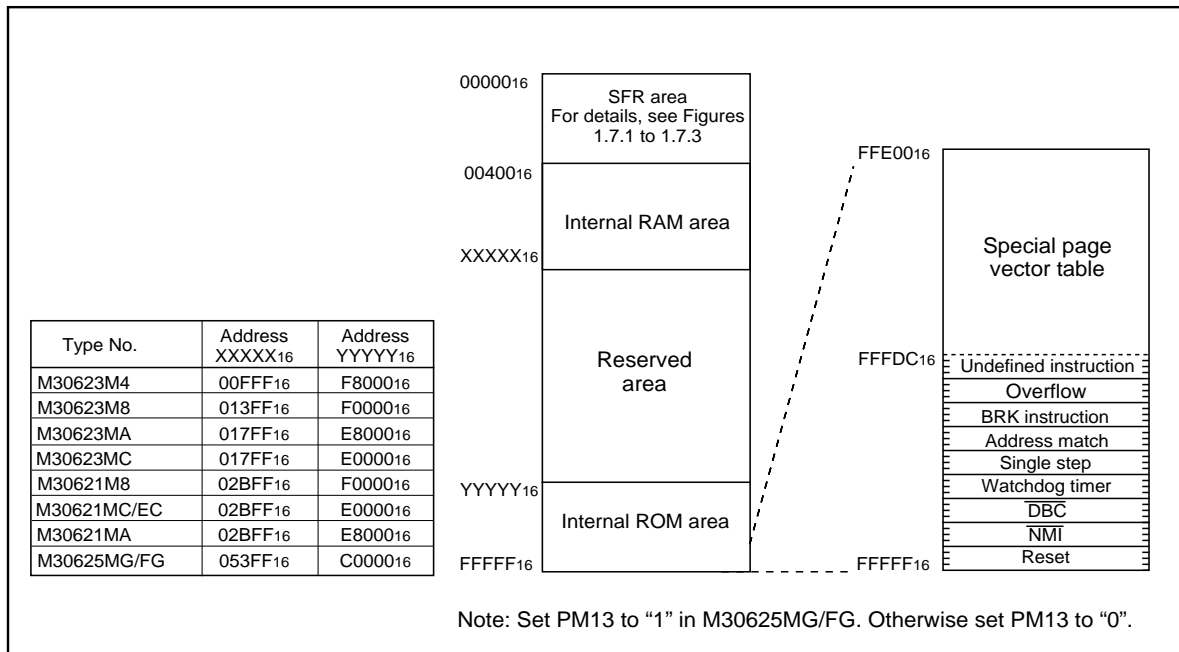 0000016
SFR area
For details, see Figures
1.7.1 to 1.7.3
0040016
Internal RAM area
XXXXX16
Reserved
area
YYYYY16
Internal ROM area
FFFFF16
FFE0016
Special page
vector table
FFFDC16
Undefined instruction
Overflow
BRK instruction
Address match
Single step
Watchdog timer
DBC
NMI
Reset
FFFFF16
Type No. Address XXXXX16 Address YYYYY16
M30623M4 00FFF16 F800016
M30623M8 013FF16 F000016
M30623MA 017FF16 E800016
M30623MC 017FF16 E000016
M30621M8 02BFF16 F000016
M30621MC/EC 02BFF16 E000016
M30621MA 02BFF16 E800016
M30625MG/FG 053FF16 C000016
Note: Set PM13 to “1” in M30625MG/FG. Otherwise set PM13 to “0”.